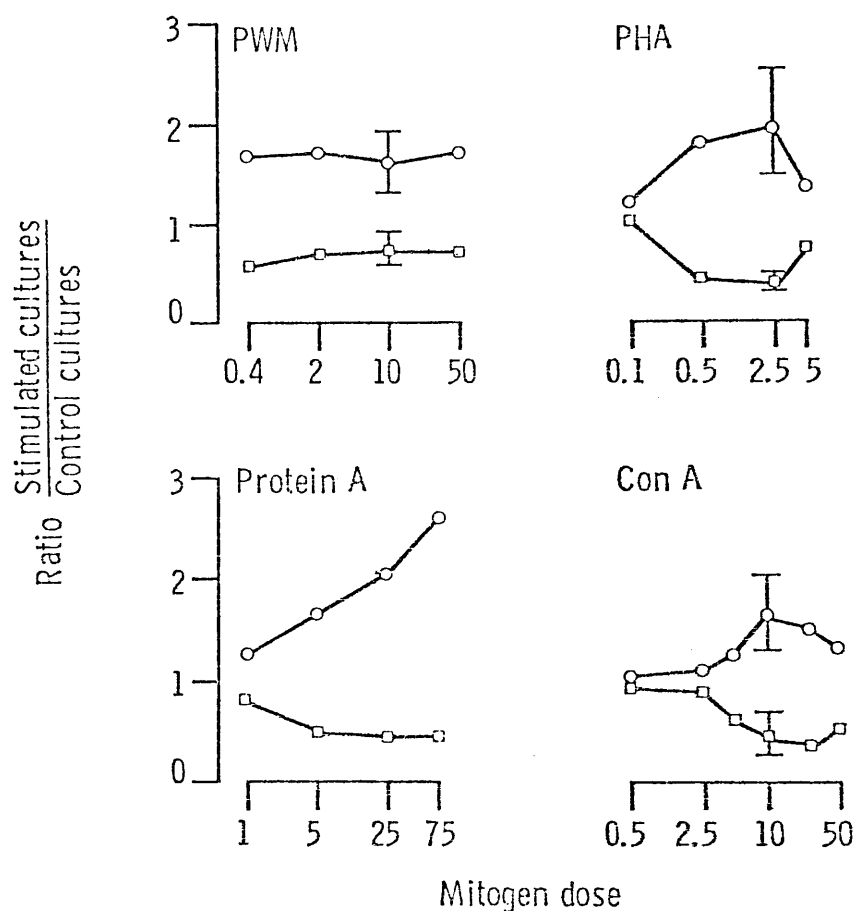 3
PWM
PHA
2
1
0
0.4 2 10 50
0.1 0.5 2.5 5
Ratio Stimulated cultures
Control cultures
3
Protein A
Con A
2
1
0
1 5 25 75
0.5 2.5 10 50
Mitogen dose